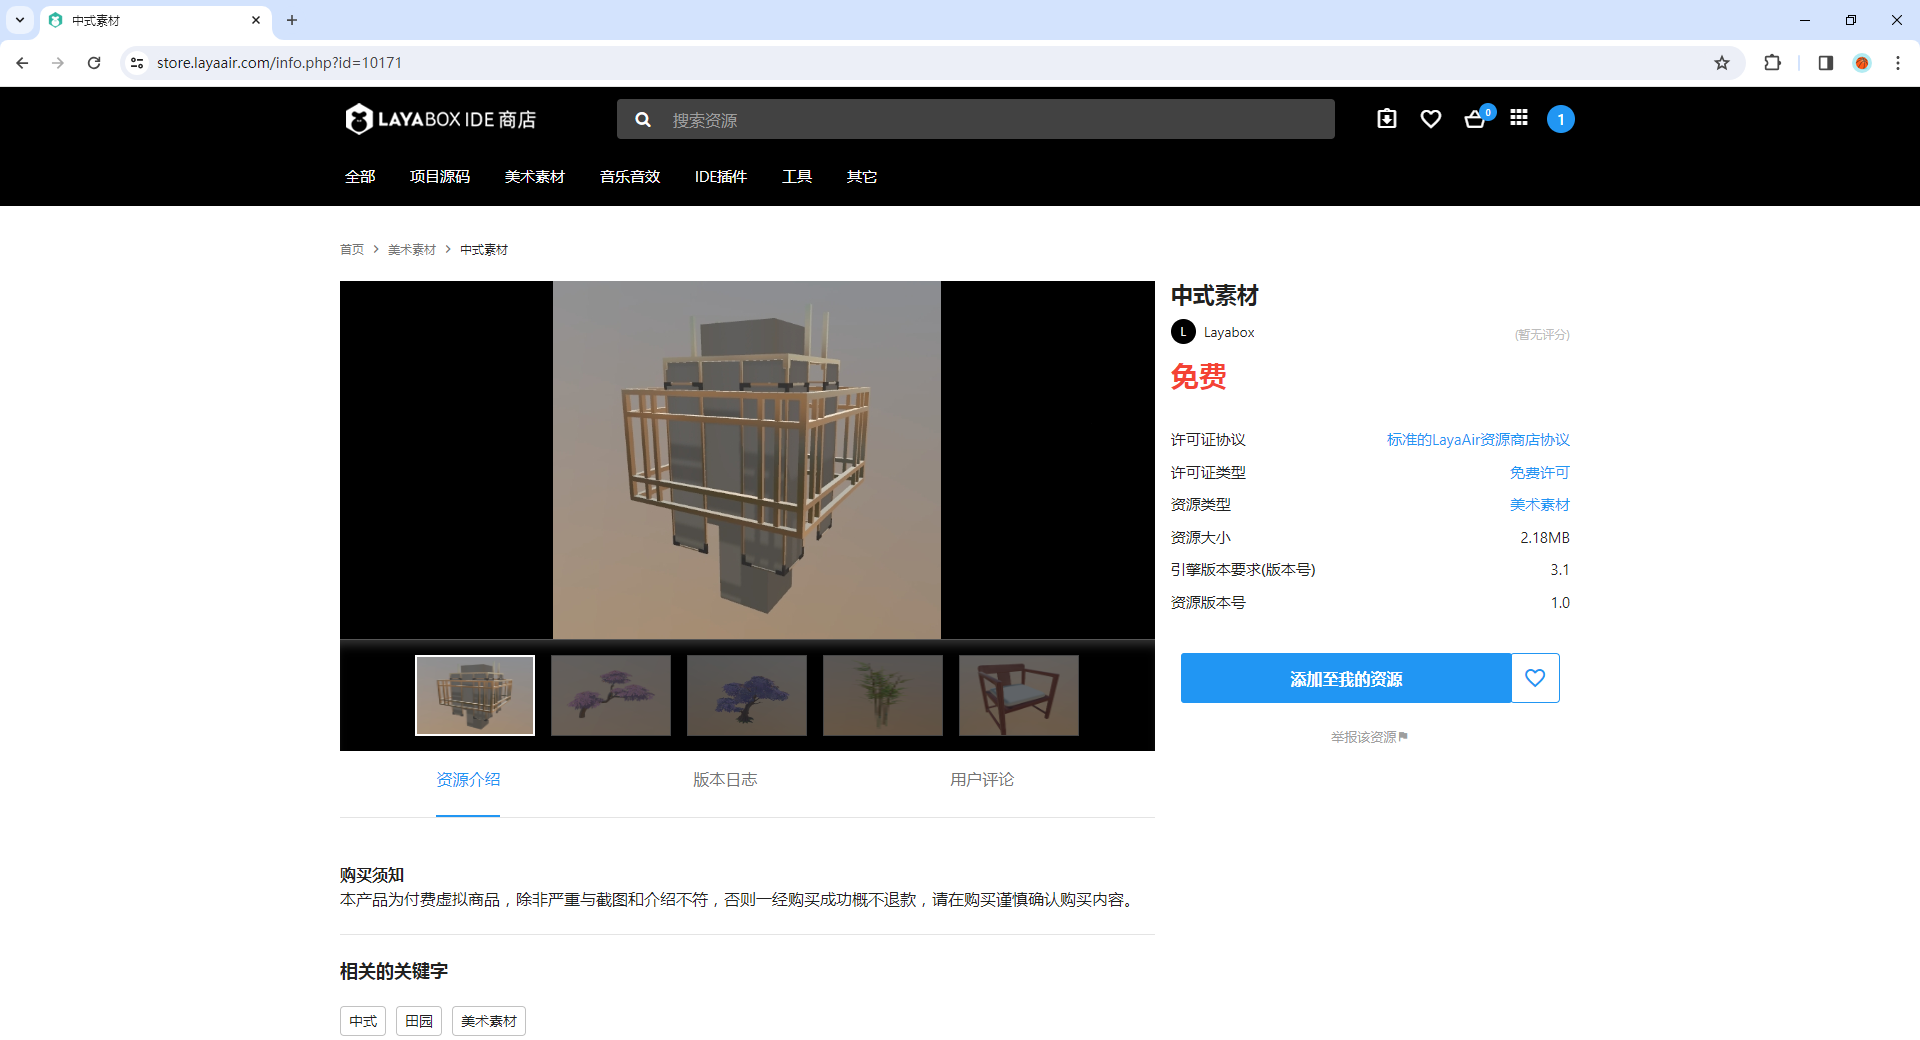 中式素材
store.layaair.com/info.php?id=10171
LAYABOX IDE 商店
搜索资源
0
1
全部 项目源码 美术素材 音乐音效 IDE插件 工具 其它
首页 > 美术素材 > 中式素材
中式素材
L Layabox (暂无评分)
免费
许可证协议 标准的LayaAir资源商店协议
许可证类型 免费许可
资源类型 美术素材
资源大小 2.18MB
引擎版本要求(版本号) 3.1
资源版本号 1.0
添加至我的资源
举报该资源
资源介绍 版本日志 用户评论
购买须知
本产品为付费虚拟商品，除非严重与截图和介绍不符，否则一经购买成功概不退款，请在购买谨慎确认购买内容。
相关的关键字
中式 田园 美术素材